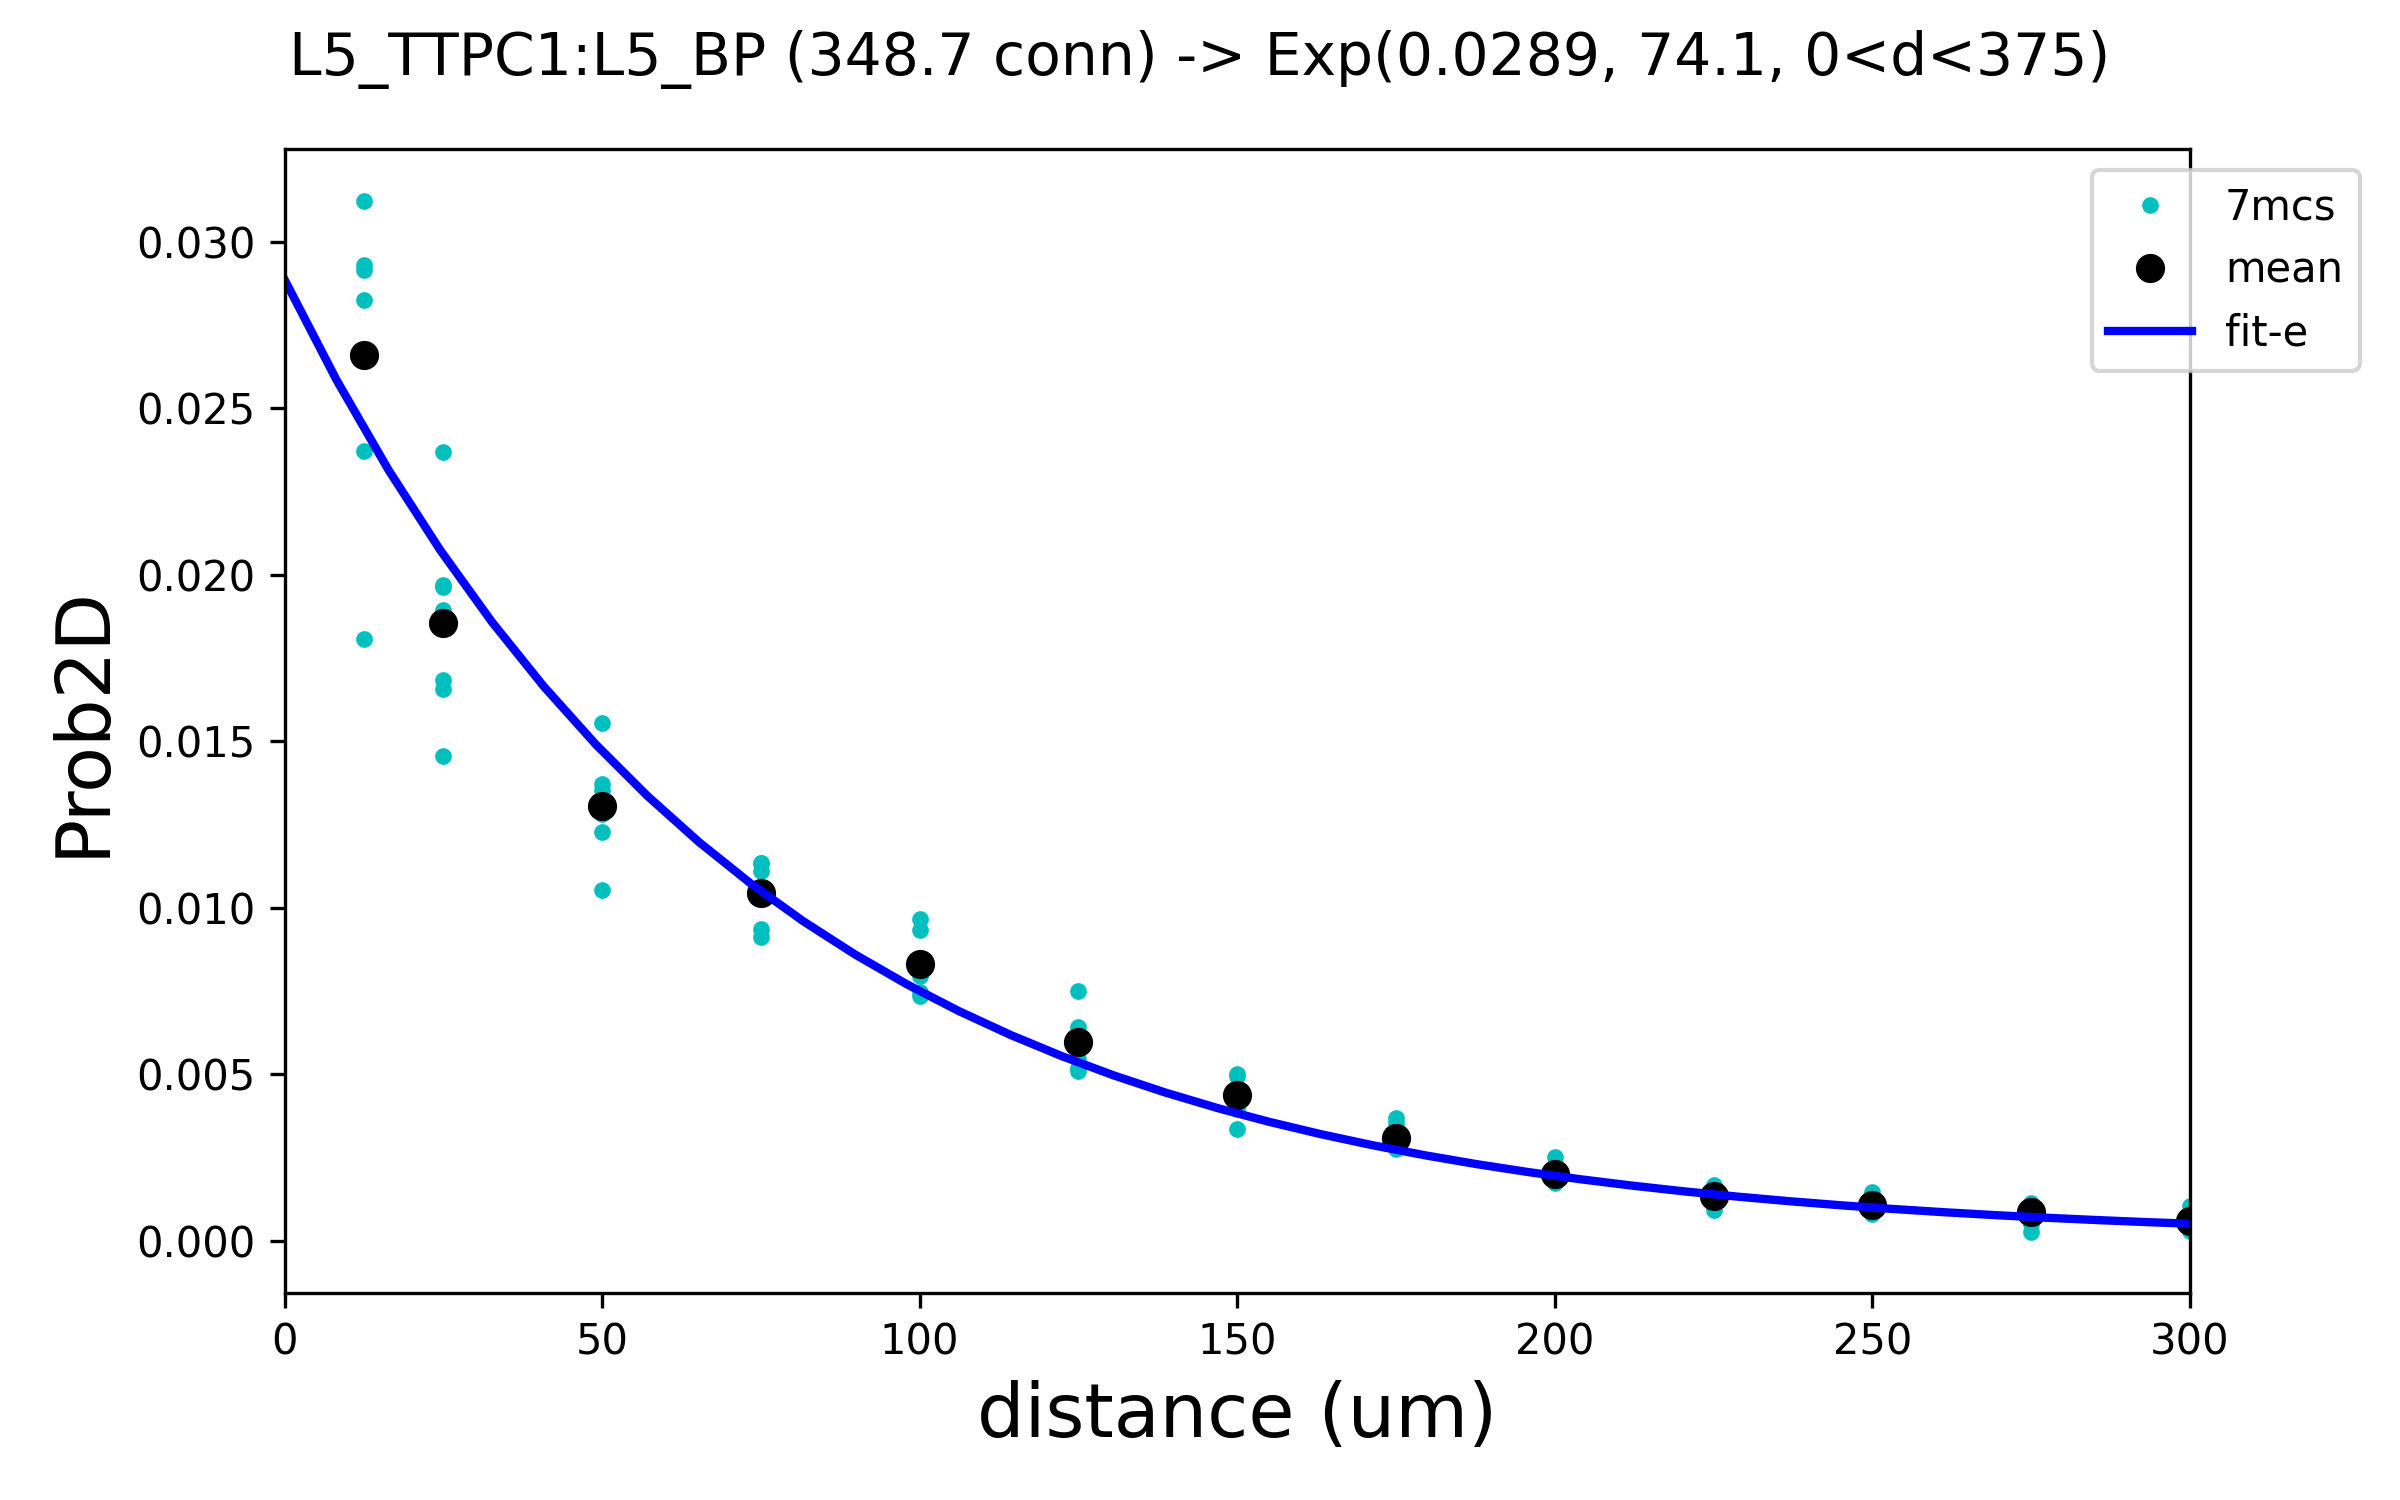 L5_TTPC1:L5_BP (348.7 conn) -> Exp(0.0289, 74.1, 0<d<375)
7mcs
mean
fit-e
Prob2D
0.030
0.025
0.020
0.015
0.010
0.005
0.000
0 50 100 150 200 250 300
distance (um)